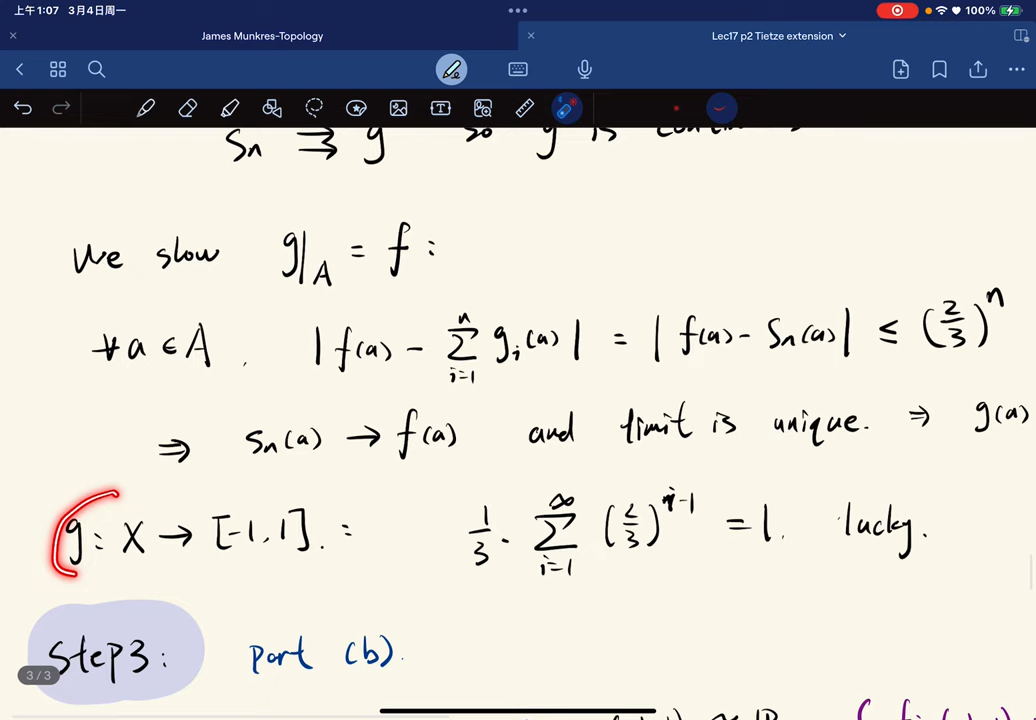 上午1:07 3月4日周一
100%
James Munkres-Topology
Lec17 p2 Tietze extension
Sn ⇉ g so g is
We show g|A = f :
∀a ∈ A. | f(a) - Σ_{i=1}^{n} g_i(a) | = | f(a) - Sn(a) | ≤ (2/3)^n
⇒ Sn(a) → f(a) and limit is unique. ⇒ g(a)
g : X → [-1, 1]. : 1/3 · Σ_{i=1}^{∞} (2/3)^{i-1} = 1. lucky.
Step3: part (b).
3/3